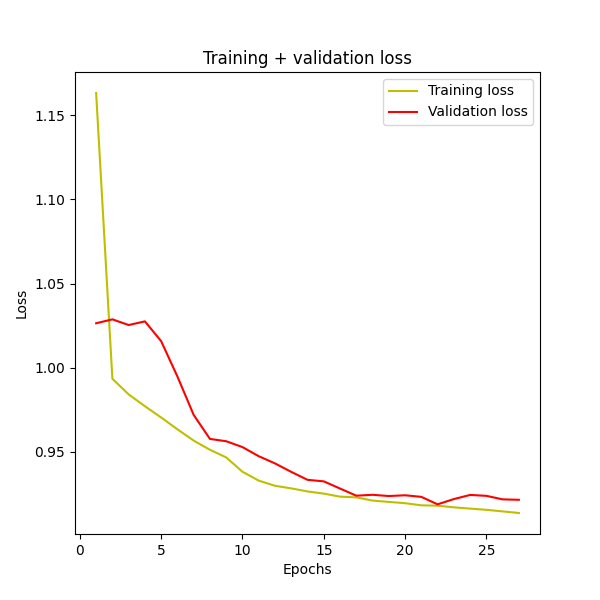 Training + validation loss
Training loss
Validation loss
1.15
1.10
1.05
1.00
0.95
Loss
0 5 10 15 20 25
Epochs